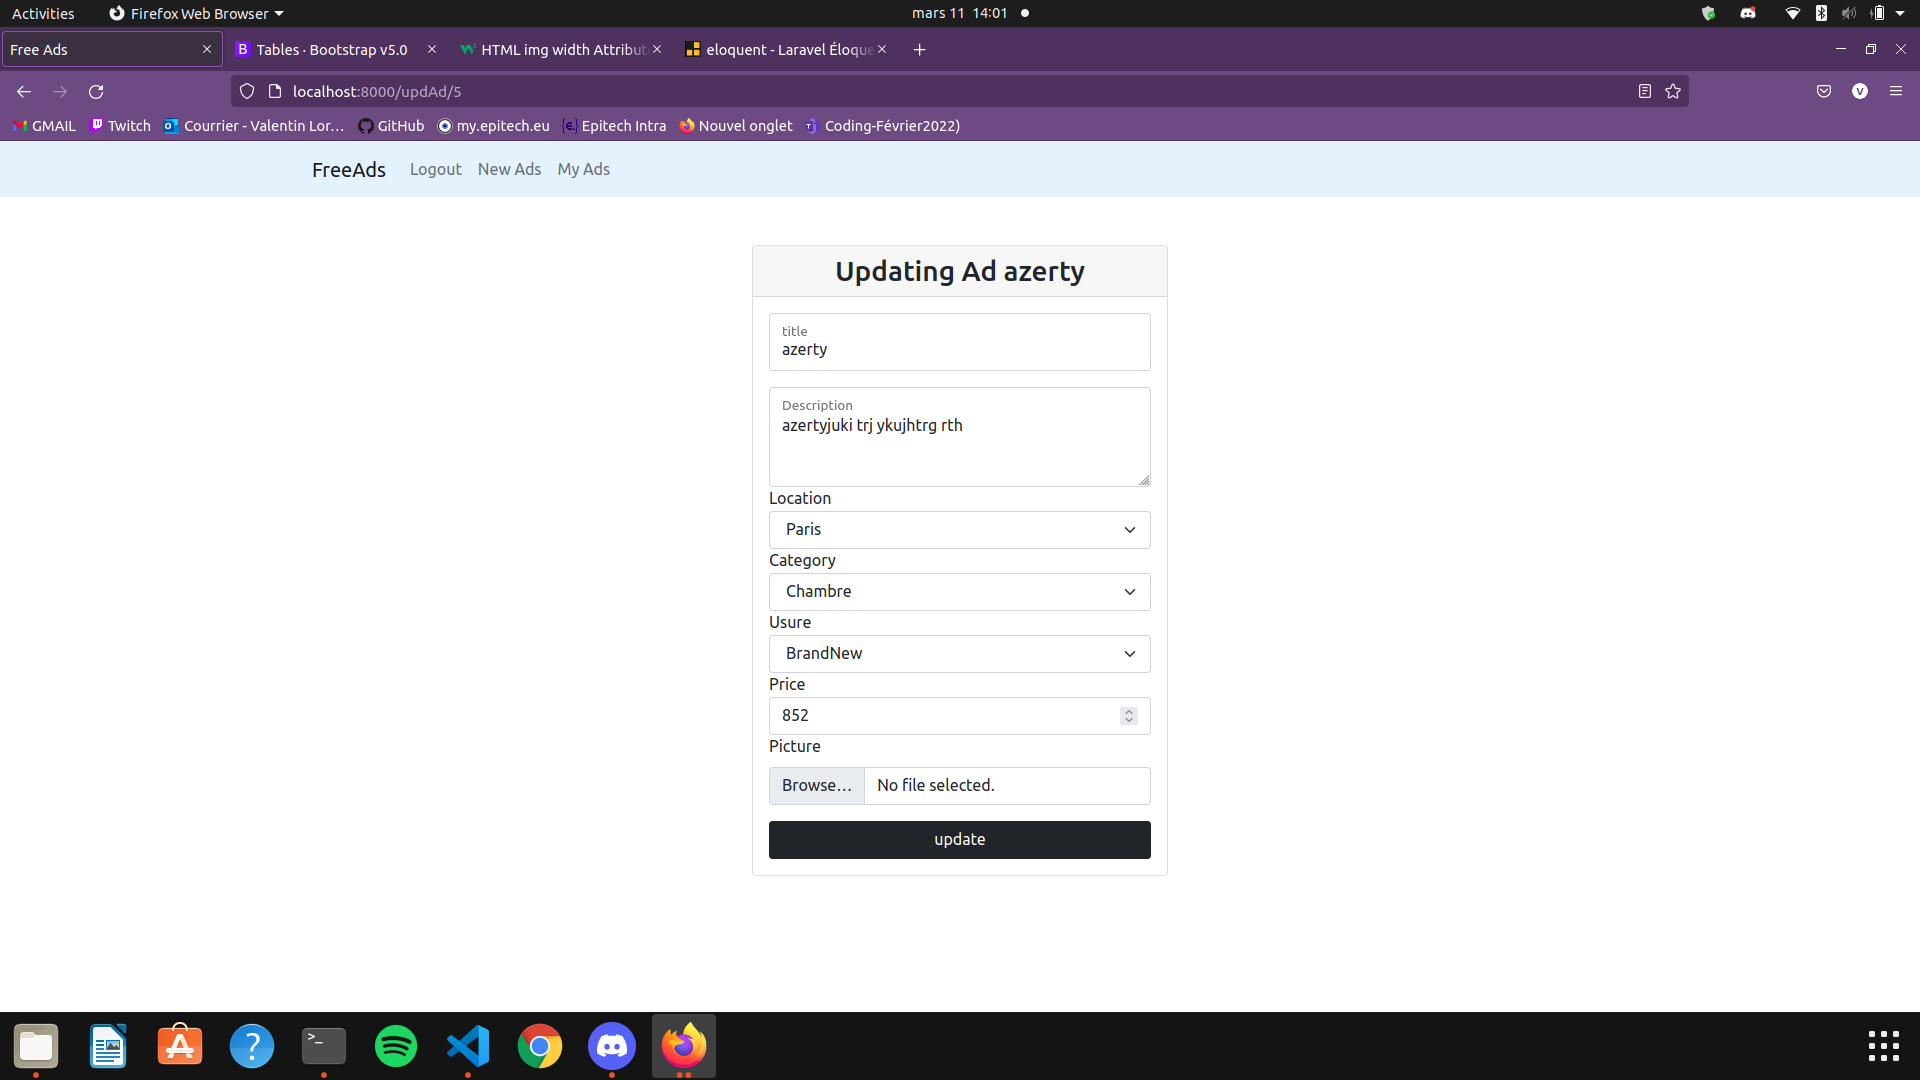 Activities Firefox Web Browser mars 11 14:01
Free Ads Tables · Bootstrap v5.0 HTML img width Attribut eloquent - Laravel Éloque
localhost:8000/updAd/5
GMAIL Twitch Courrier - Valentin Lor… GitHub my.epitech.eu Epitech Intra Nouvel onglet Coding-Février2022)
FreeAds Logout New Ads My Ads
Updating Ad azerty
title
azerty
Description
azertyjuki trj ykujhtrg rth
Location
Paris
Category
Chambre
Usure
BrandNew
Price
852
Picture
Browse… No file selected.
update